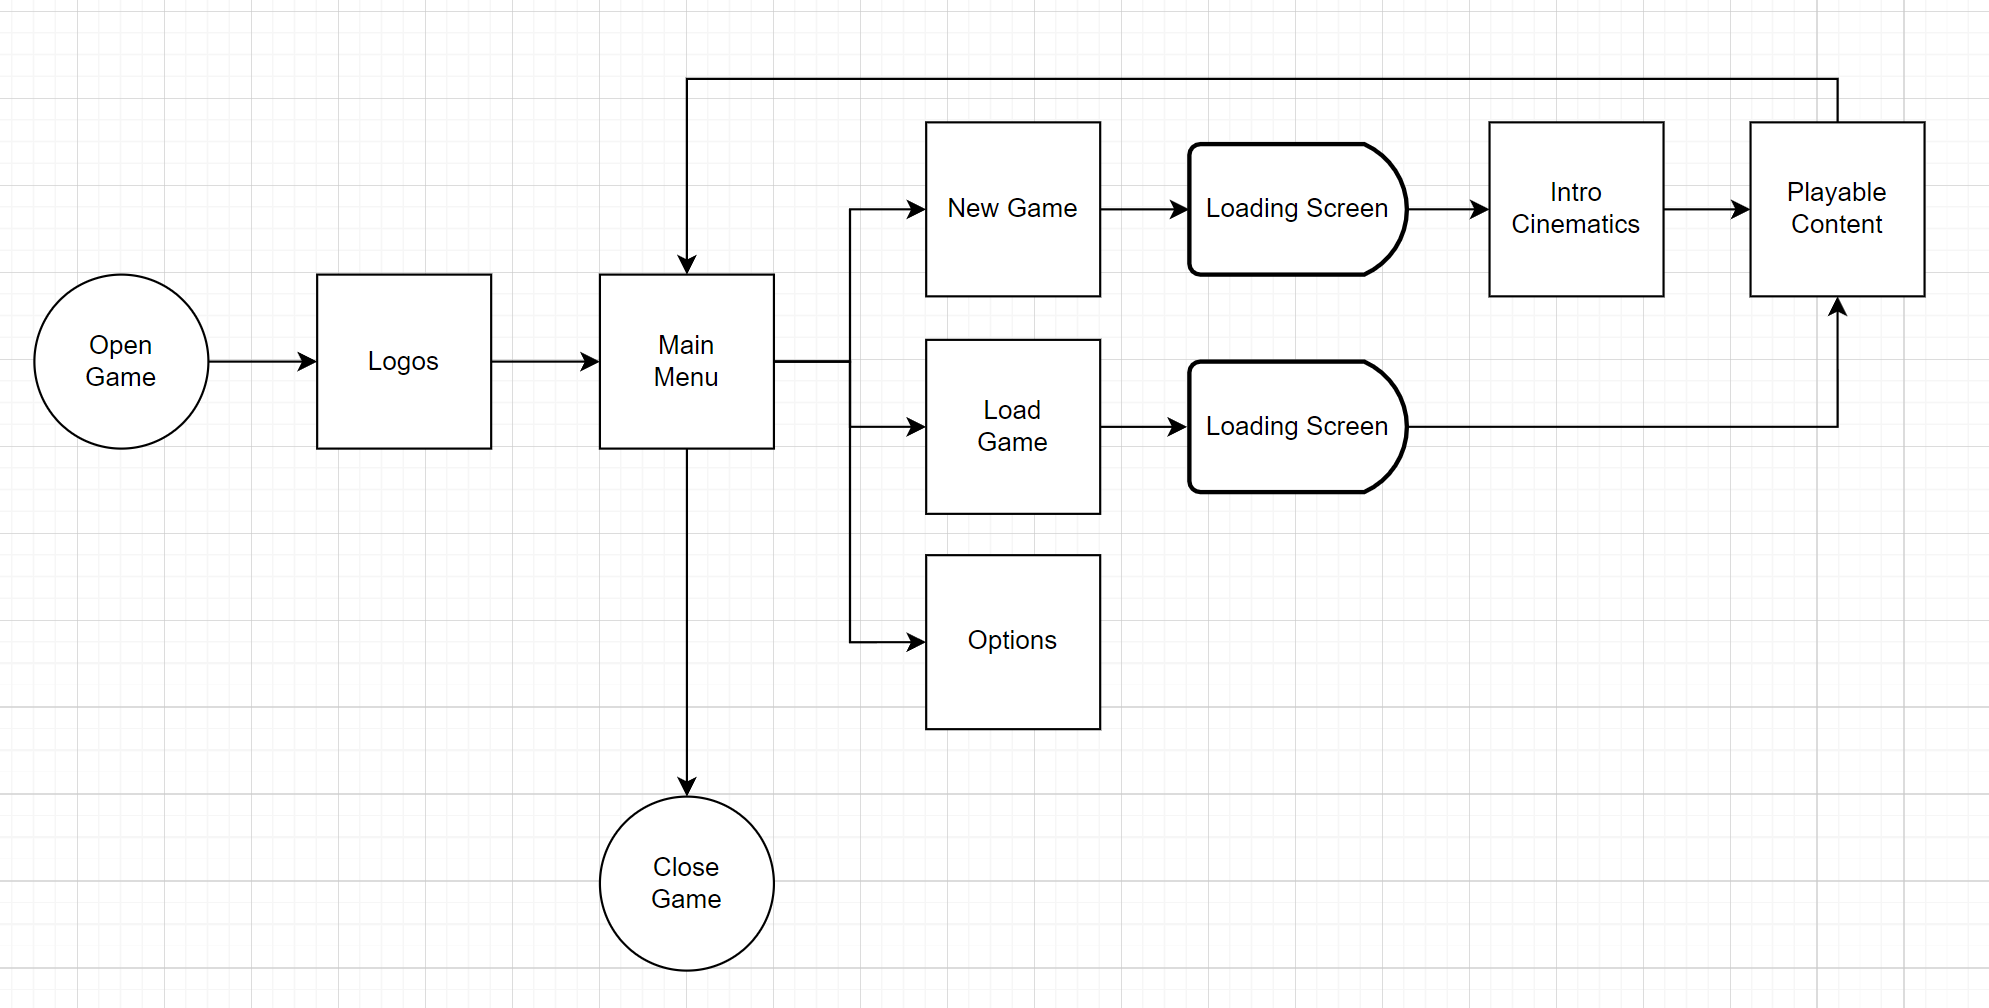 Open
Game
Logos
Main
Menu
New Game
Loading Screen
Intro
Cinematics
Playable
Content
Load
Game
Loading Screen
Options
Close
Game